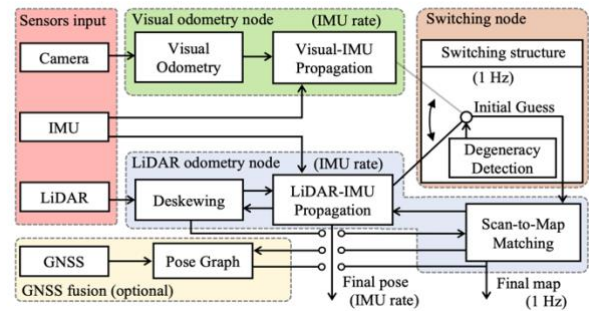 Sensors input
Camera
IMU
LiDAR
Visual odometry node
(IMU rate)
Visual
Odometry
Visual-IMU
Propagation
Switching node
Switching structure
(1 Hz)
Initial Guess
Degeneracy
Detection
LiDAR odometry node
(IMU rate)
Deskewing
LiDAR-IMU
Propagation
Scan-to-Map
Matching
GNSS
Pose Graph
GNSS fusion (optional)
Final pose
(IMU rate)
Final map
(1 Hz)